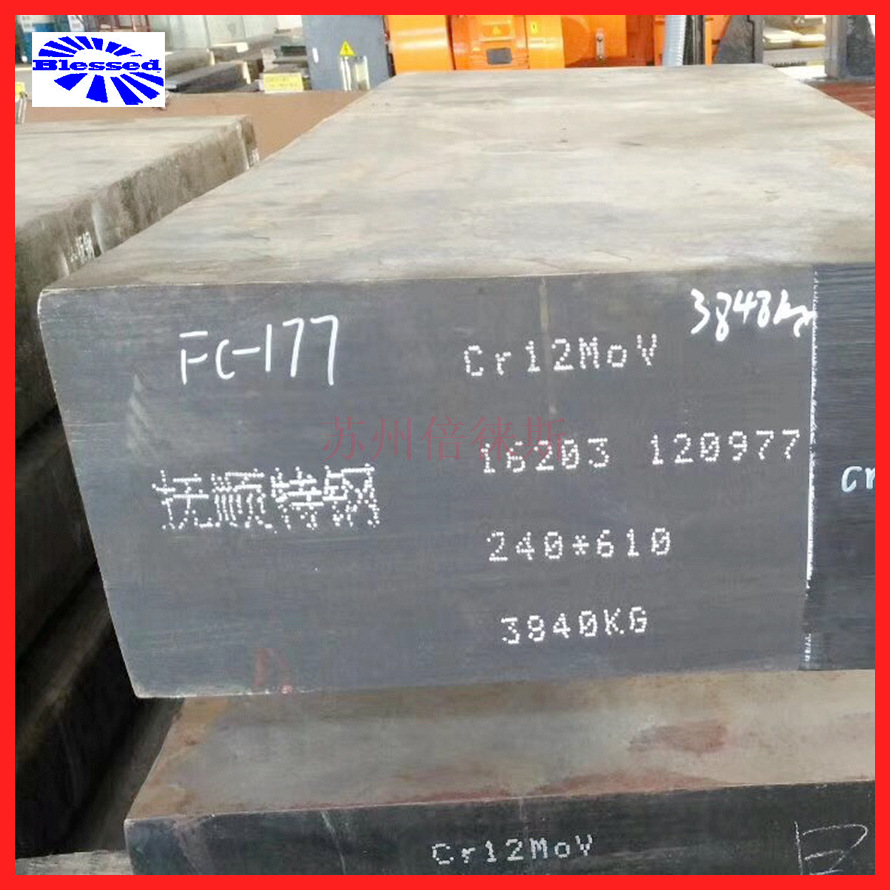 Blessed
3848kg
FC-177
Cr12MoV
苏州倍徕斯
16203 120977
抚顺特钢
cr
240*610
3840KG
Cr12MoV